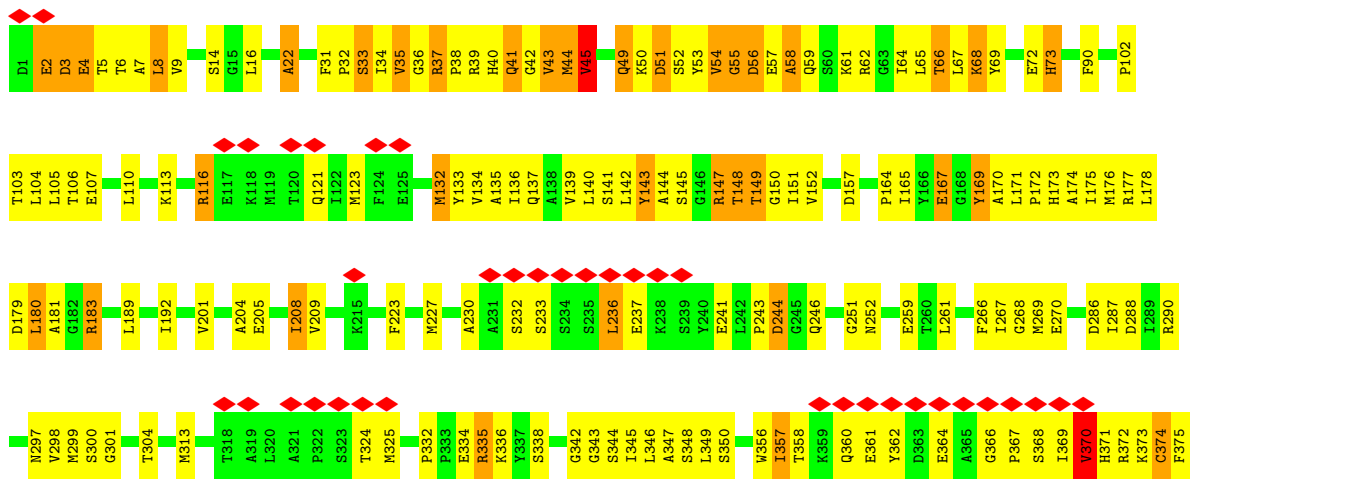 D1 E2 D3 E4 T5 T6 A7 L8 V9 S14 G15 L16 A22 F31 P32 S33 I34 V35 G36 R37 P38 R39 H40 Q41 G42 V43 M44 V45 Q49 K50 D51 S52 Y53 V54 G55 D56 E57 A58 Q59 S60 K61 R62 G63 I64 L65 T66 L67 K68 Y69 E72 H73 F90 P102
T103 L104 L105 T106 E107 L110 K113 R116 E117 K118 M119 T120 Q121 I122 M123 F124 E125 M132 Y133 V134 A135 I136 Q137 A138 V139 L140 S141 L142 Y143 A144 S145 G146 R147 T148 T149 G150 I151 V152 D157 P164 I165 Y166 E167 G168 Y169 A170 L171 P172 H173 A174 I175 M176 R177 L178
D179 L180 A181 G182 R183 L189 I192 V201 A204 E205 I208 V209 K215 F223 M227 A230 A231 S232 S233 S234 S235 L236 E237 K238 S239 Y240 E241 L242 P243 D244 G245 Q246 G251 N252 E259 T260 L261 F266 I267 G268 M269 E270 D286 I287 D288 I289 R290
N297 V298 M299 S300 G301 T304 M313 T318 A319 L320 A321 P322 S323 T324 M325 P332 P333 E334 R335 K336 Y337 S338 G342 G343 S344 I345 L346 A347 S348 L349 S350 W356 I357 T358 K359 Q360 E361 Y362 D363 E364 A365 G366 P367 S368 I369 V370 H371 R372 K373 C374 F375